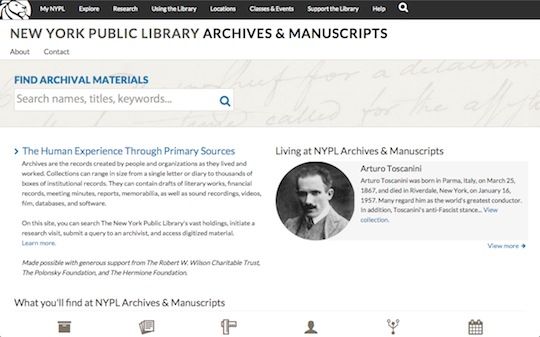 My NYPL Explore Research Using the Library Locations Classes & Events Support the Library Help
NEW YORK PUBLIC LIBRARY ARCHIVES & MANUSCRIPTS
About Contact
FIND ARCHIVAL MATERIALS
Search names, titles, keywords...
The Human Experience Through Primary Sources
Archives are the records created by people and organizations as they lived and
worked. Collections can range in size from a single letter or diary to thousands of
boxes of institutional records. They can contain drafts of literary works, financial
records, meeting minutes, reports, memorabilia, as well as sound recordings, videos,
film, databases, and software.
On this site, you can search The New York Public Library's vast holdings, initiate a
research visit, submit a query to an archivist, and access digitized material.
Learn more.
Made possible with generous support from The Robert W. Wilson Charitable Trust,
The Polonsky Foundation, and The Hermione Foundation.
Living at NYPL Archives & Manuscripts
Arturo Toscanini
Arturo Toscanini was born in Parma, Italy, on March 25,
1867, and died in Riverdale, New York, on January 16,
1957. Many regard him as the world's greatest conductor.
In addition, Toscanini's anti-Fascist stance... View
collection.
View more
What you'll find at NYPL Archives & Manuscripts